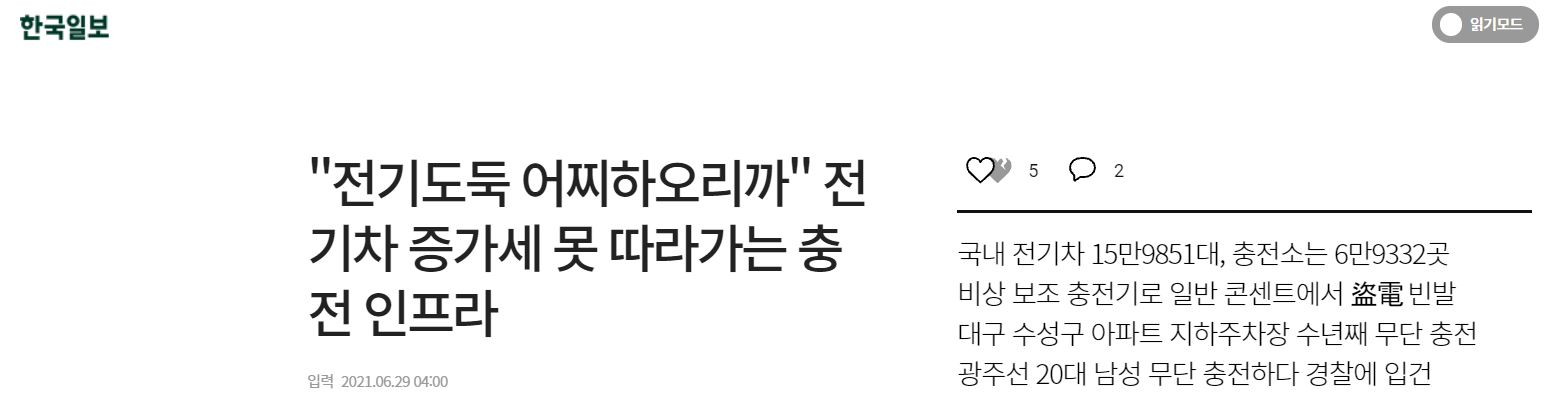 한국일보
읽기모드
"전기도둑 어찌하오리까" 전
기차 증가세 못 따라가는 충
전 인프라
입력 2021.06.29 04:00
5 2
국내 전기차 15만9851대, 충전소는 6만9332곳
비상 보조 충전기로 일반 콘센트에서 盜電 빈발
대구 수성구 아파트 지하주차장 수년째 무단 충전
광주선 20대 남성 무단 충전하다 경찰에 입건